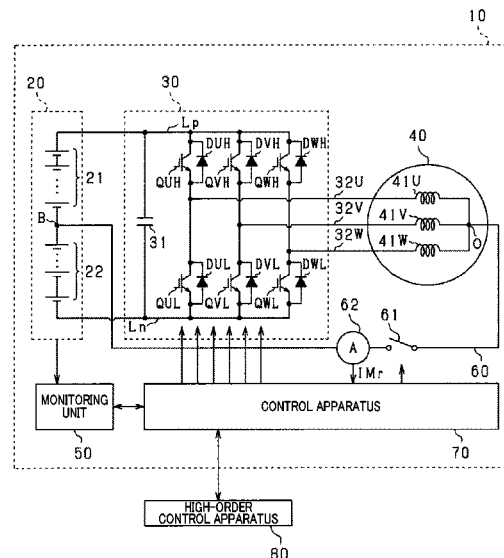 10
20
30
Lp
DUH
DVH
DWH
40
QUH
QVH
QWH
32U
41U
21
32V
41V
B
31
32W
41W
O
22
DUL
DVL
DWL
QUL
QVL
QWL
62
61
Ln
A
IMr
60
MONITORING
UNIT
CONTROL APPARATUS
50
70
HIGH-ORDER
CONTROL APPARATUS
80